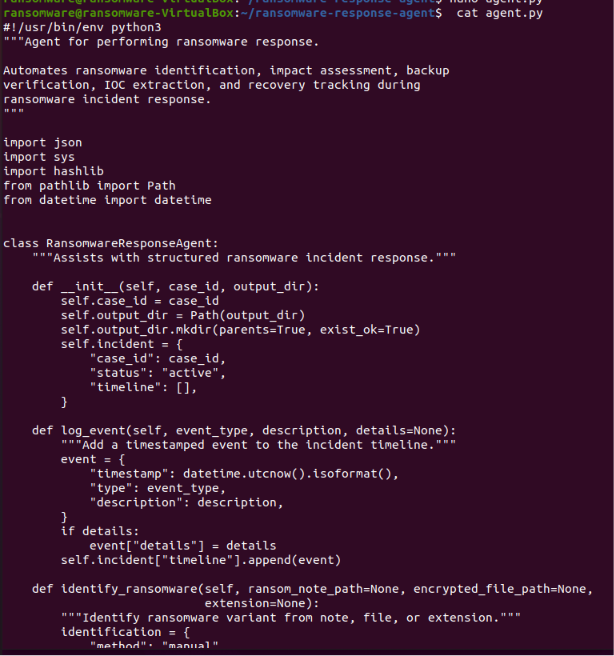 ransomware@ransomware-VirtualBox:~/ransomware-response-agent$ nano agent.py
ransomware@ransomware-VirtualBox:~/ransomware-response-agent$  cat agent.py
#!/usr/bin/env python3
"""Agent for performing ransomware response.

Automates ransomware identification, impact assessment, backup
verification, IOC extraction, and recovery tracking during
ransomware incident response.
"""

import json
import sys
import hashlib
from pathlib import Path
from datetime import datetime


class RansomwareResponseAgent:
    """Assists with structured ransomware incident response."""

    def __init__(self, case_id, output_dir):
        self.case_id = case_id
        self.output_dir = Path(output_dir)
        self.output_dir.mkdir(parents=True, exist_ok=True)
        self.incident = {
            "case_id": case_id,
            "status": "active",
            "timeline": [],
        }

    def log_event(self, event_type, description, details=None):
        """Add a timestamped event to the incident timeline."""
        event = {
            "timestamp": datetime.utcnow().isoformat(),
            "type": event_type,
            "description": description,
        }
        if details:
            event["details"] = details
        self.incident["timeline"].append(event)

    def identify_ransomware(self, ransom_note_path=None, encrypted_file_path=None,
                            extension=None):
        """Identify ransomware variant from note, file, or extension."""
        identification = {
            "method": "manual"